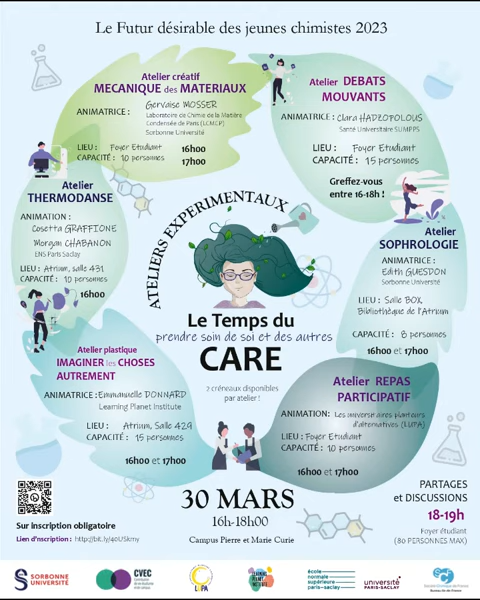 Le Futur désirable des jeunes chimistes 2023
Atelier créatif
MECANIQUE des MATERIAUX
ANIMATRICE :
Gervaise MOSSER
Laboratoire de Chimie de la Matière
Condensée de Paris (LCMCP)
Sorbonne Université
LIEU : Foyer Etudiant
CAPACITÉ : 10 personnes
16h00
17h00
Atelier DEBATS
MOUVANTS
ANIMATRICE : Clara HADZOPOLOUS
Santé Universitaire SUMPPS
LIEU : Foyer Etudiant
CAPACITÉ : 15 personnes
Greffez-vous
entre 16-18h !
Atelier
THERMODANSE
ANIMATION :
Cosetta GRAFFIONE
Morgan CHABANON
ENS Paris Saclay
LIEU : Atrium, salle 431
CAPACITÉ : 10 personnes
16h00
ATELIERS EXPERIMENTAUX
Atelier
SOPHROLOGIE
ANIMATRICE :
Edith GUESDON
Sorbonne Université
LIEU : Salle BOX,
Bibliothèque de l'Atrium
CAPACITÉ : 8 personnes
16h00 et 17h00
Le Temps du
prendre soin de soi et des autres
CARE
2 créneaux disponibles
par atelier !
Atelier plastique
IMAGINER les CHOSES
AUTREMENT
ANIMATRICE : Emmanuelle DONNARD
Learning Planet Institute
LIEU : Atrium, Salle 429
CAPACITÉ : 15 personnes
16h00 et 17h00
Atelier REPAS
PARTICIPATIF
ANIMATION: Les universitaires planteurs
d'alternatives (LUPA)
LIEU : Foyer Etudiant
CAPACITÉ : 10 personnes
16h00 et 17h00
30 MARS
16h-18h00
Campus Pierre et Marie Curie
PARTAGES
et DISCUSSIONS
18-19h
Foyer étudiant
(80 PERSONNES MAX)
Sur inscription obligatoire
Lien d'inscription : http://bit.ly/40USkmy
SORBONNE
UNIVERSITÉ
CVEC
LUPA
école
normale
supérieure
paris-saclay
université
PARIS-SACLAY